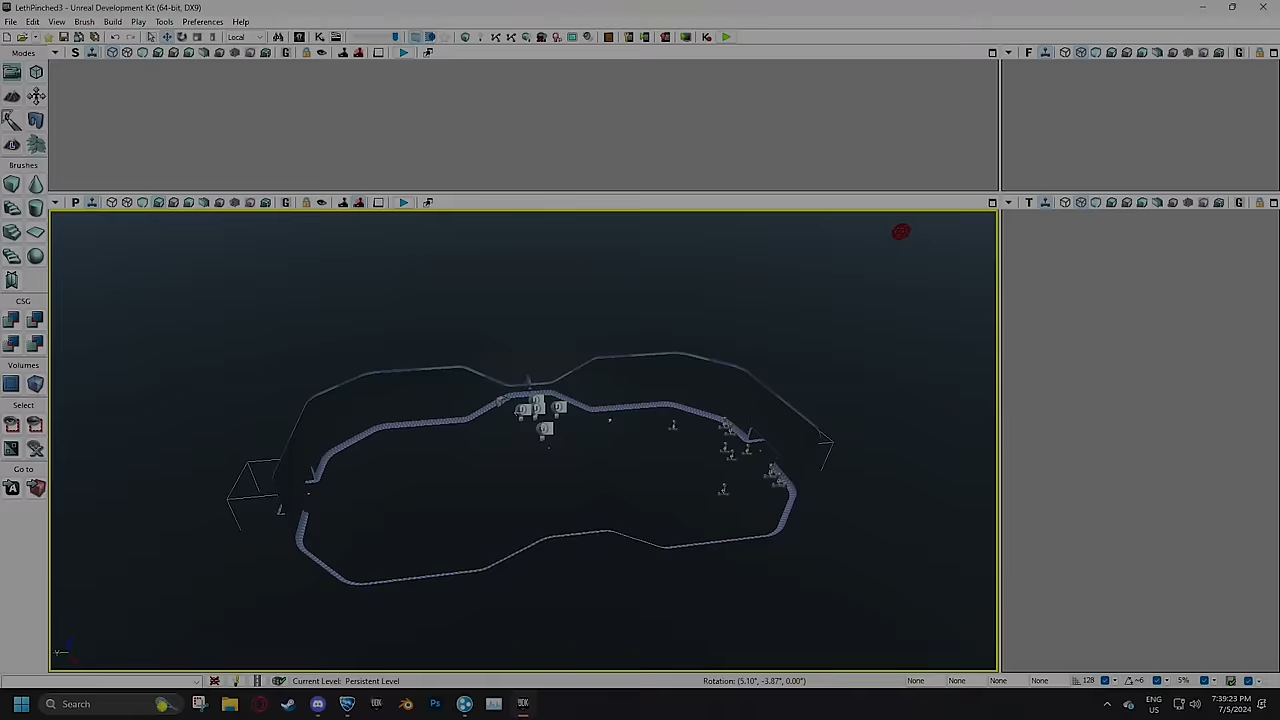 LethPinched3 - Unreal Development Kit (64-bit, DX9)
File Edit View Brush Build Play Tools Preferences Help
Local
Modes
S
G
F
G
P
G
T
G
Brushes
CSG
Volumes
Select
Go to
Current Level: Persistent Level
Rotation: (5.10°, -3.87°, 0.00°)
None None None None
128
6
5%
Search
Ps
ENG
US
7:39:23 PM
7/5/2024